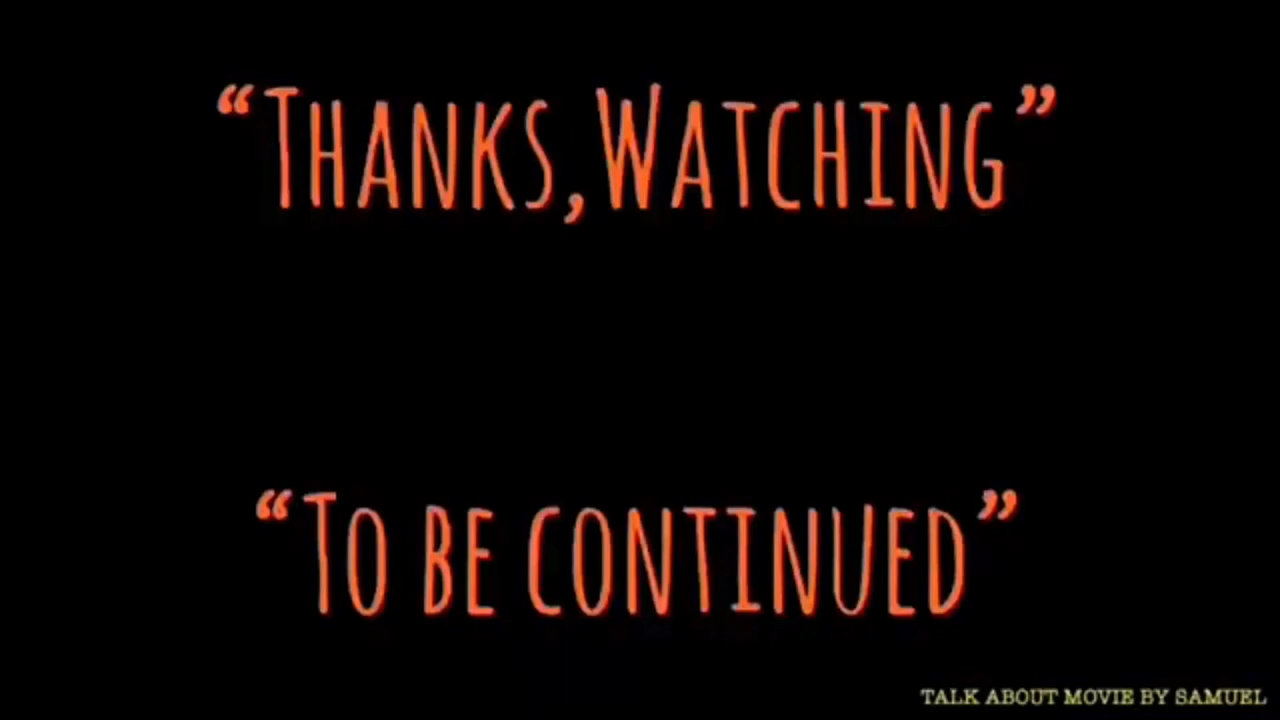 “THANKS,WATCHING”
“TO BE CONTINUED”
TALK ABOUT MOVIE BY SAMUEL